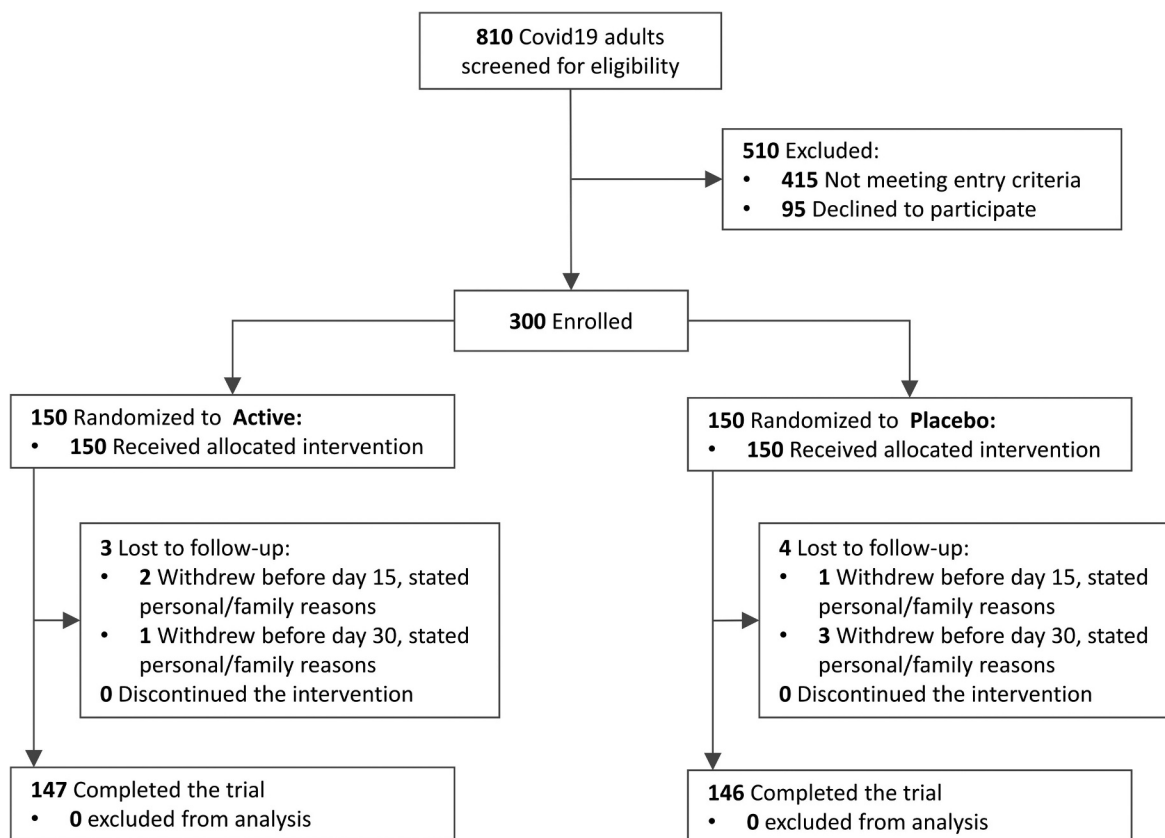 810 Covid19 adults
screened for eligibility
510 Excluded:
• 415 Not meeting entry criteria
• 95 Declined to participate
300 Enrolled
150 Randomized to Active:
• 150 Received allocated intervention
150 Randomized to Placebo:
• 150 Received allocated intervention
3 Lost to follow-up:
• 2 Withdrew before day 15, stated
personal/family reasons
• 1 Withdrew before day 30, stated
personal/family reasons
0 Discontinued the intervention
4 Lost to follow-up:
• 1 Withdrew before day 15, stated
personal/family reasons
• 3 Withdrew before day 30, stated
personal/family reasons
0 Discontinued the intervention
147 Completed the trial
• 0 excluded from analysis
146 Completed the trial
• 0 excluded from analysis